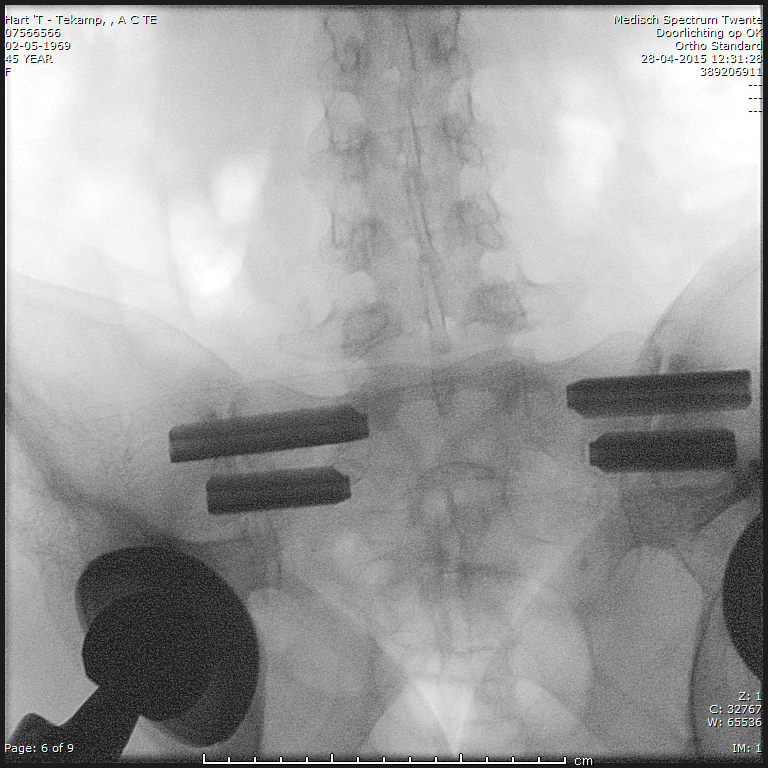 Hart 'T - Tekamp, , A C TE
07566566
02-05-1969
45 YEAR
F
Medisch Spectrum Twente
Doorlichting op OK
Ortho Standard
28-04-2015 12:31:28
389206911
---
---
---
Z: 1
C: 32767
W: 65536
Page: 6 of 9
IM: 1
cm